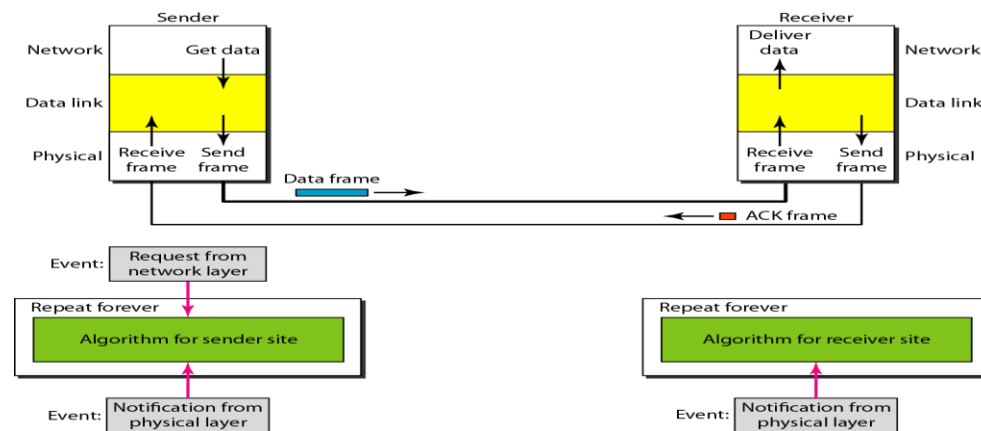 Sender
Receiver
Network
Get data
Deliver
data
Network
Data link
Data link
Physical
Receive
frame
Send
frame
Receive
frame
Send
frame
Physical
Data frame
ACK frame
Event:
Request from
network layer
Repeat forever
Algorithm for sender site
Repeat forever
Algorithm for receiver site
Event:
Notification from
physical layer
Event:
Notification from
physical layer